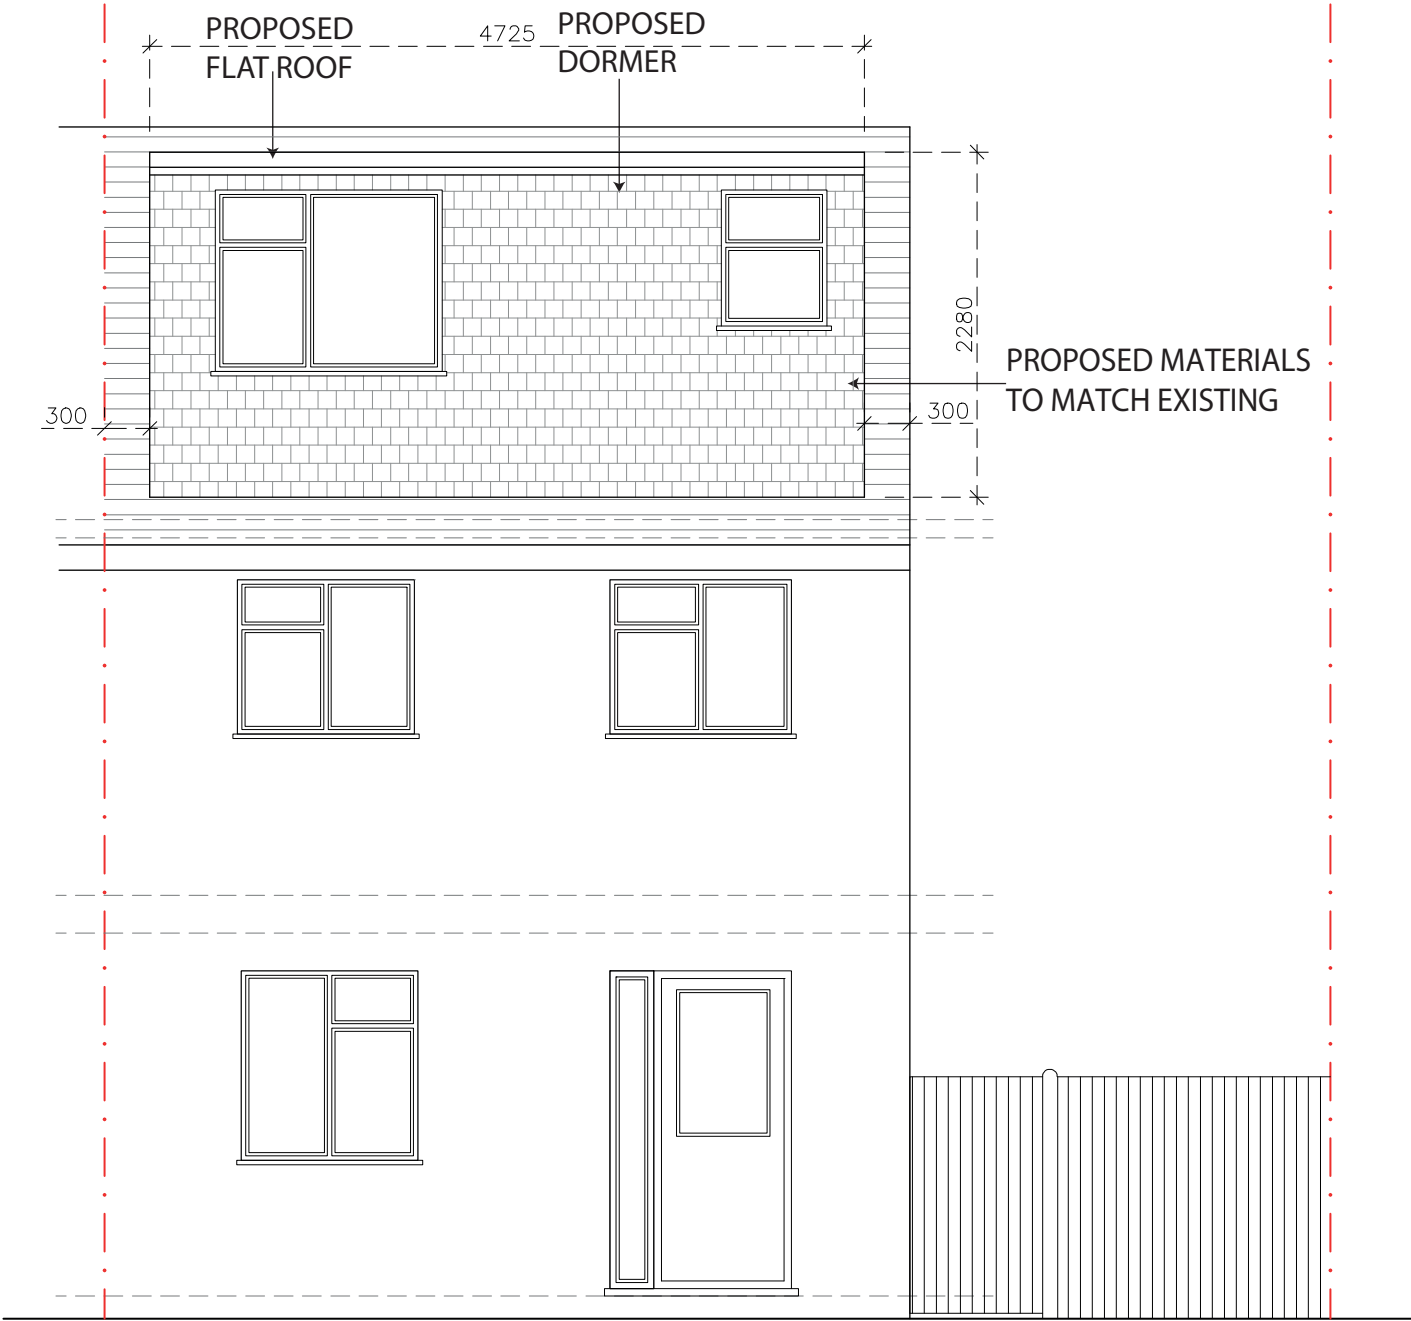 PROPOSED
FLAT ROOF
4725
PROPOSED
DORMER
2280
PROPOSED MATERIALS
TO MATCH EXISTING
300
300